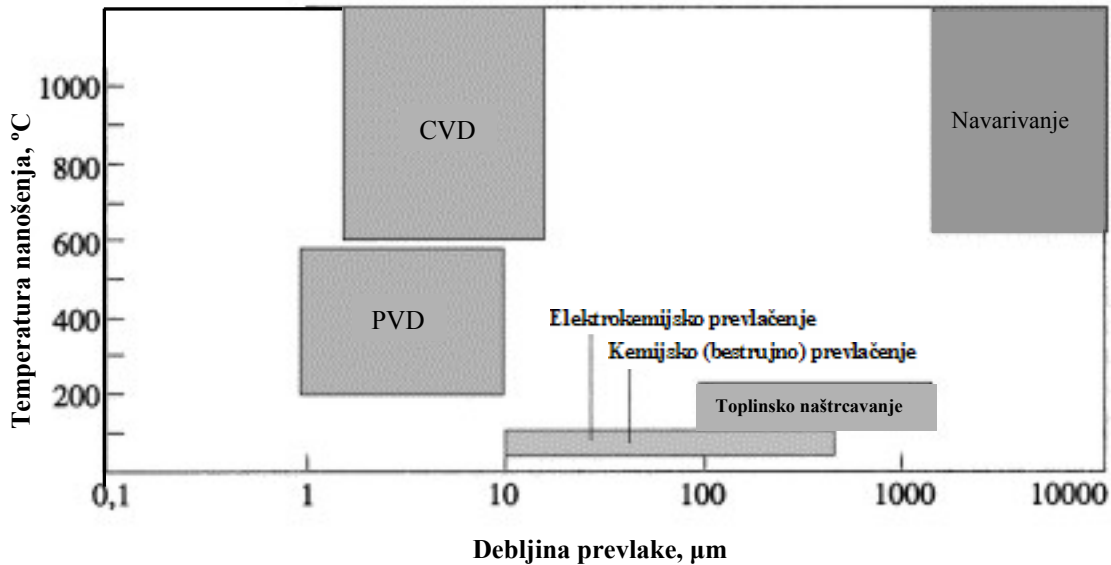 Temperatura nanošenja, ºC
1000
800
600
400
200
CVD
Navarivanje
PVD
Elektrokemijsko prevlačenje
Kemijsko (bestrujno) prevlačenje
Toplinsko naštrcavanje
0,1
1
10
100
1000
10000
Debljina prevlake, µm